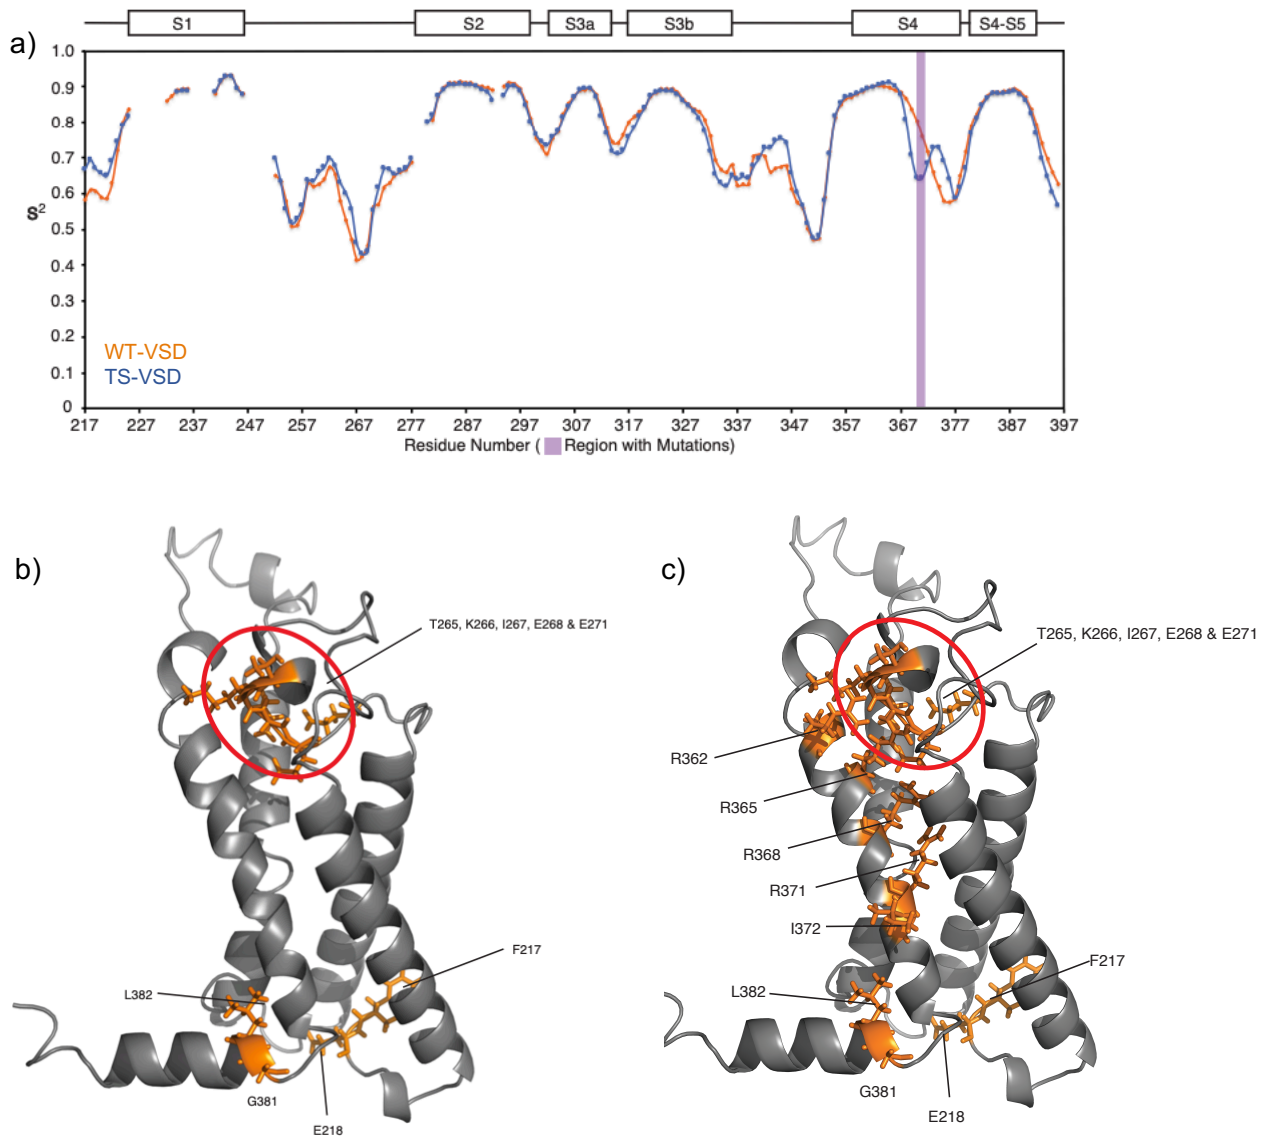 S1
S2
S3a
S3b
S4
S4-S5
a)
1.0
0.9
0.8
0.7
0.6
0.5
0.4
0.3
0.2
0.1
0
S²
WT-VSD
TS-VSD
217 227 237 247 257 267 277 287 297 307 317 327 337 347 357 367 377 387 397
Residue Number ( Region with Mutations)
b)
T265, K266, I267, E268 & E271
F217
L382
G381
E218
c)
T265, K266, I267, E268 & E271
R362
R365
R368
R371
I372
F217
L382
G381
E218